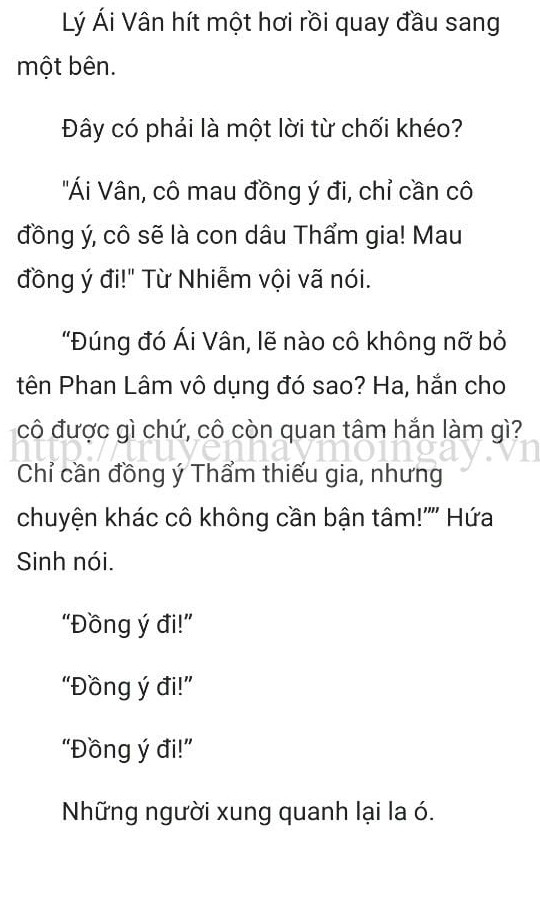 Lý Ái Vân hít một hơi rồi quay đầu sang
một bên.
Đây có phải là một lời từ chối khéo?
"Ái Vân, cô mau đồng ý đi, chỉ cần cô
đồng ý, cô sẽ là con dâu Thẩm gia! Mau
đồng ý đi!" Từ Nhiễm vội vã nói.
“Đúng đó Ái Vân, lẽ nào cô không nỡ bỏ
tên Phan Lâm vô dụng đó sao? Ha, hắn cho
cô được gì chứ, cô còn quan tâm hắn làm gì?
http://truyenhaymoingay.vn
Chỉ cần đồng ý Thẩm thiếu gia, nhưng
chuyện khác cô không cần bận tâm!”” Hứa
Sinh nói.
“Đồng ý đi!”
“Đồng ý đi!”
“Đồng ý đi!”
Những người xung quanh lại la ó.